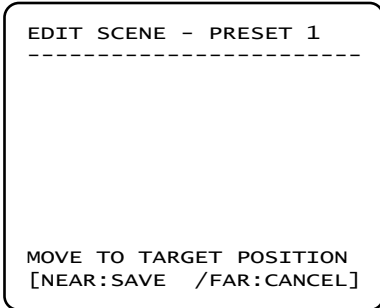 EDIT SCENE – PRESET 1
------------------------
MOVE TO TARGET POSITION
[NEAR:SAVE  /FAR:CANCEL]